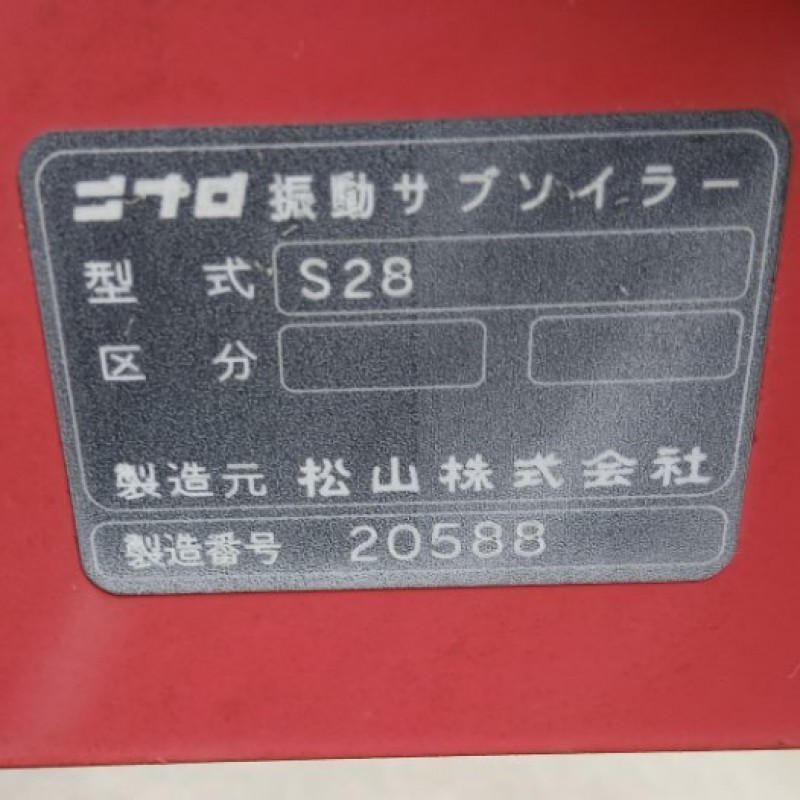 ニプロ 振動サブソイラー
型式 S28
区分
製造元 松山株式会社
製造番号 20588